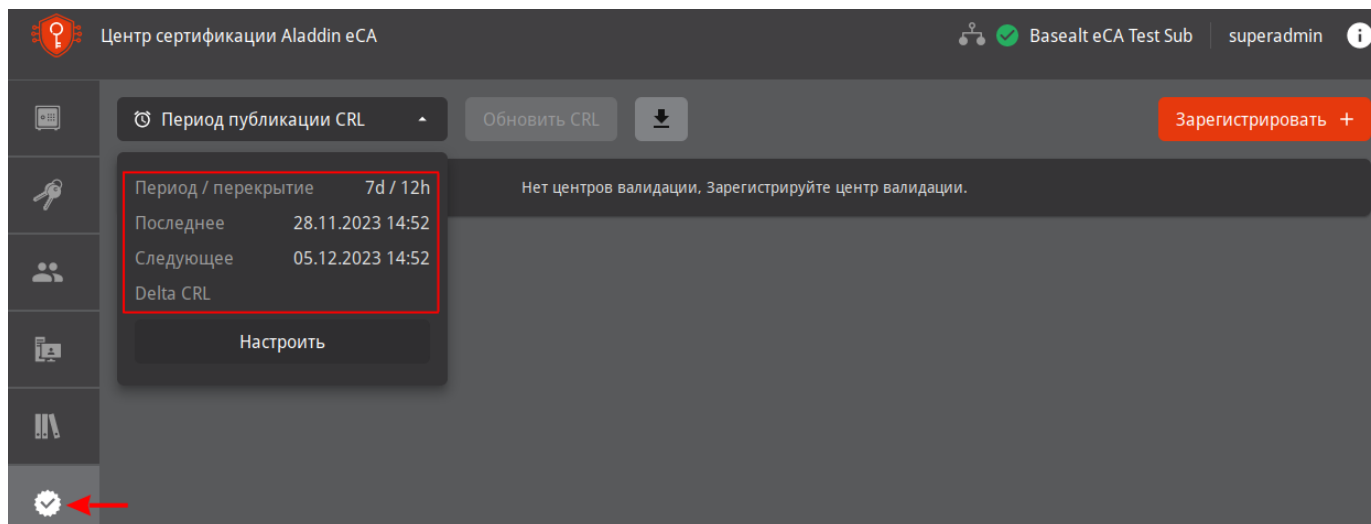 Центр сертификации Aladdin eCA
Basealt eCA Test Sub
superadmin
Период публикации CRL
Обновить CRL
Зарегистрировать +
Период / перекрытие 7d / 12h
Нет центров валидации, Зарегистрируйте центр валидации.
Последнее 28.11.2023 14:52
Следующее 05.12.2023 14:52
Delta CRL
Настроить